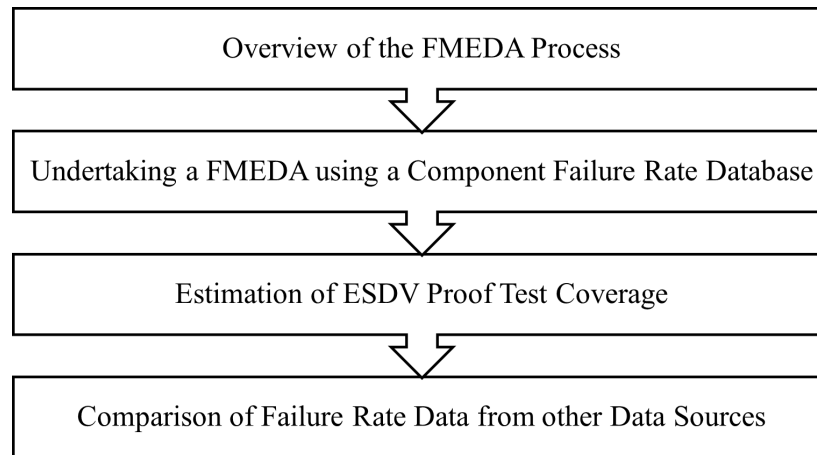 Overview of the FMEDA Process
Undertaking a FMEDA using a Component Failure Rate Database
Estimation of ESDV Proof Test Coverage
Comparison of Failure Rate Data from other Data Sources